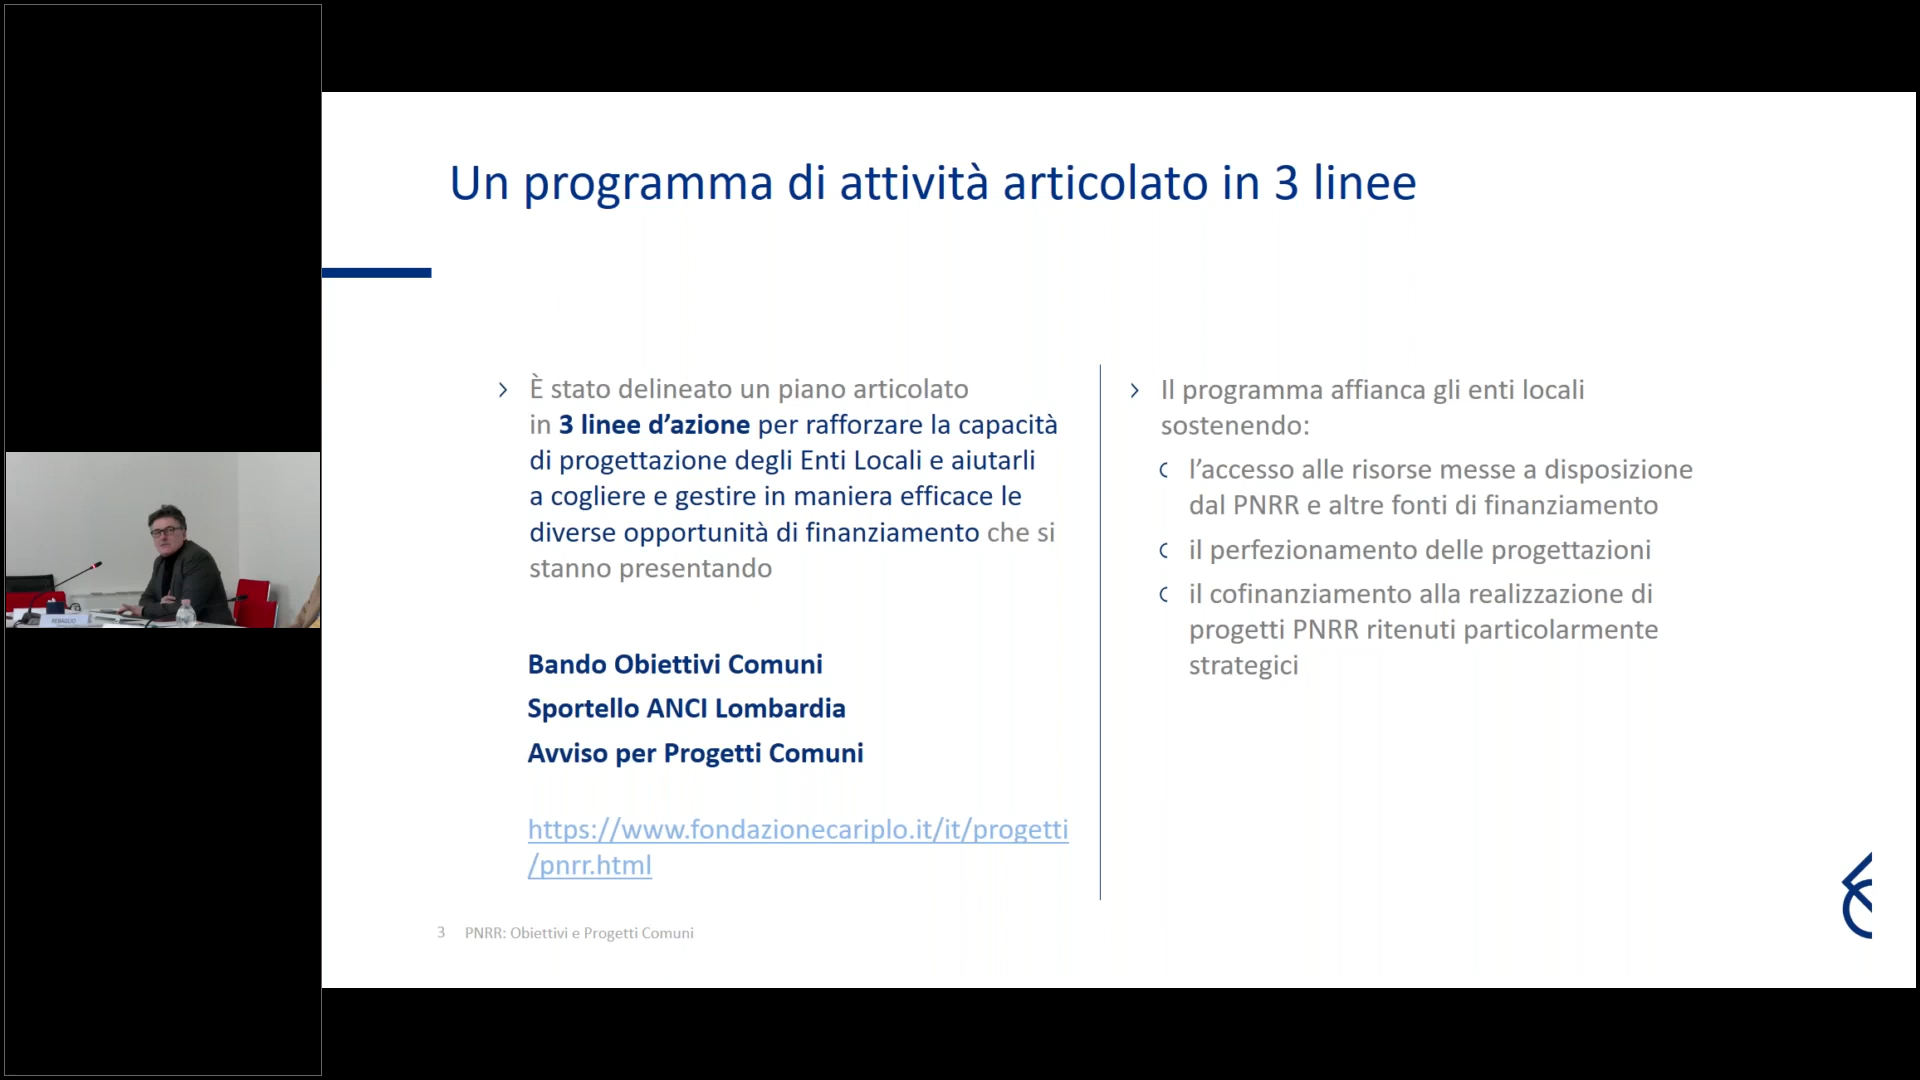 Un programma di attività articolato in 3 linee
È stato delineato un piano articolato
in 3 linee d’azione per rafforzare la capacità
di progettazione degli Enti Locali e aiutarli
a cogliere e gestire in maniera efficace le
diverse opportunità di finanziamento che si
stanno presentando
Bando Obiettivi Comuni
Sportello ANCI Lombardia
Avviso per Progetti Comuni
https://www.fondazionecariplo.it/it/progetti
/pnrr.html
Il programma affianca gli enti locali
sostenendo:
l’accesso alle risorse messe a disposizione
dal PNRR e altre fonti di finanziamento
il perfezionamento delle progettazioni
il cofinanziamento alla realizzazione di
progetti PNRR ritenuti particolarmente
strategici
3 PNRR: Obiettivi e Progetti Comuni
REBAGLIO